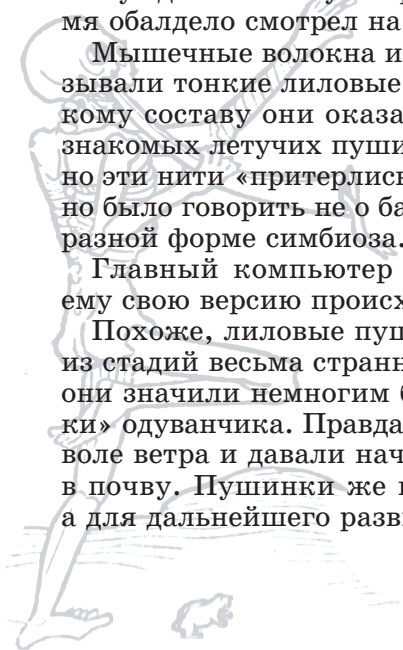 мя обалдело смотрел на
Мышечные волокна и
зывали тонкие лиловые
кому составу они оказа
знакомых летучих пуши
но эти нити «притерлись
но было говорить не о ба
разной форме симбиоза.
Главный компьютер
ему свою версию происх
Похоже, лиловые пуш
из стадий весьма странн
они значили немногим б
ки» одуванчика. Правда
воле ветра и давали нач
в почву. Пушинки же
а для дальнейшего разви